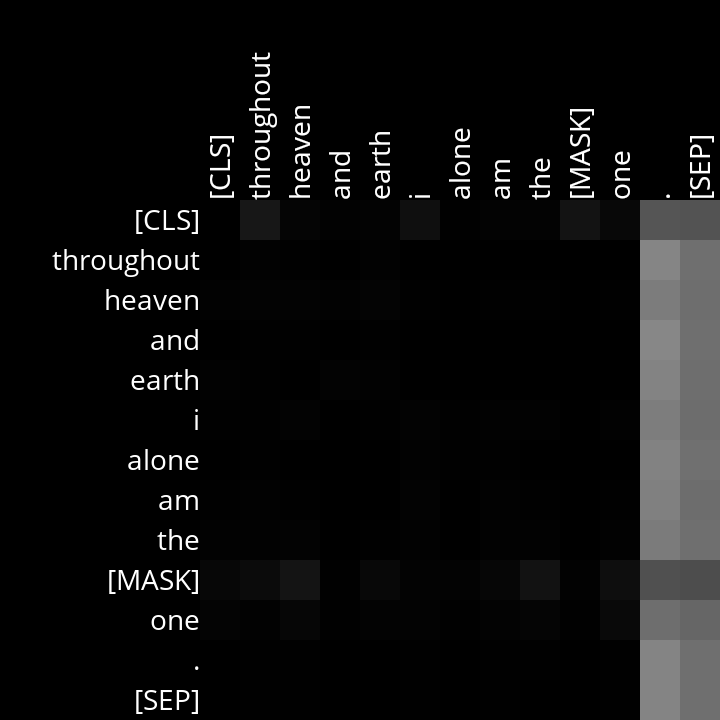 [CLS] throughout heaven and earth i alone am the [MASK] one . [SEP]
[CLS]
throughout
heaven
and
earth
i
alone
am
the
[MASK]
one
.
[SEP]